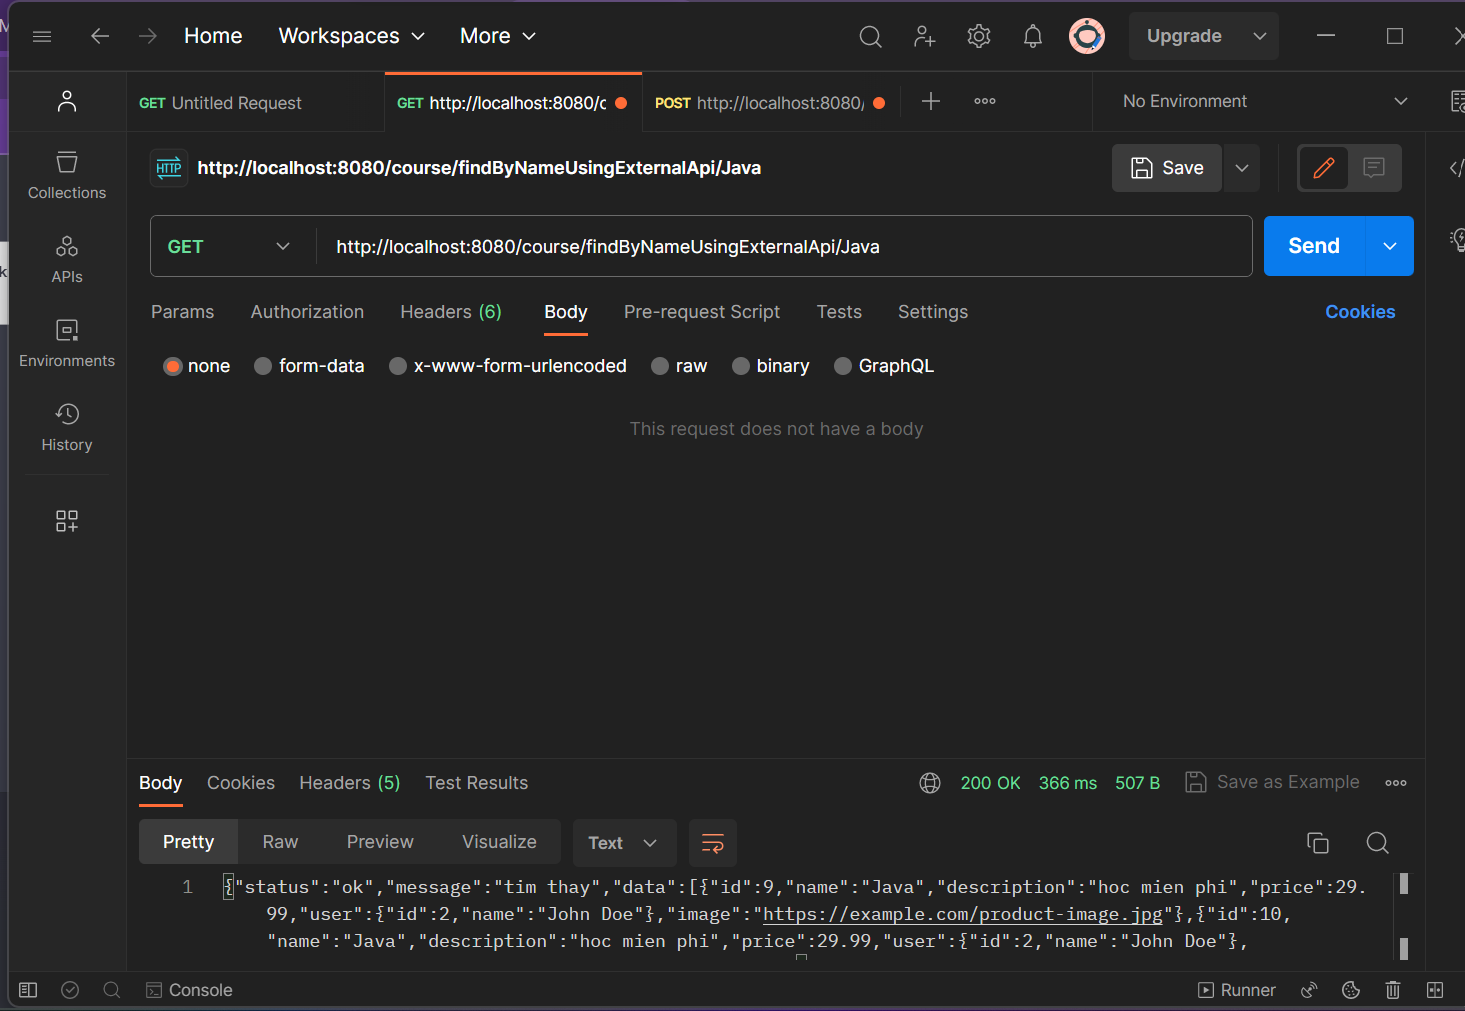 Home Workspaces More Upgrade
GET Untitled Request GET http://localhost:8080/c POST http://localhost:8080/ No Environment
HTTP http://localhost:8080/course/findByNameUsingExternalApi/Java Save
Collections
APIs
Environments
History
GET http://localhost:8080/course/findByNameUsingExternalApi/Java Send
Params Authorization Headers (6) Body Pre-request Script Tests Settings Cookies
none form-data x-www-form-urlencoded raw binary GraphQL
This request does not have a body
Body Cookies Headers (5) Test Results 200 OK 366 ms 507 B Save as Example
Pretty Raw Preview Visualize Text
1 {"status":"ok","message":"tim thay","data":[{"id":9,"name":"Java","description":"hoc mien phi","price":29.
99,"user":{"id":2,"name":"John Doe"},"image":"https://example.com/product-image.jpg"},{"id":10,
"name":"Java","description":"hoc mien phi","price":29.99,"user":{"id":2,"name":"John Doe"},
Console Runner